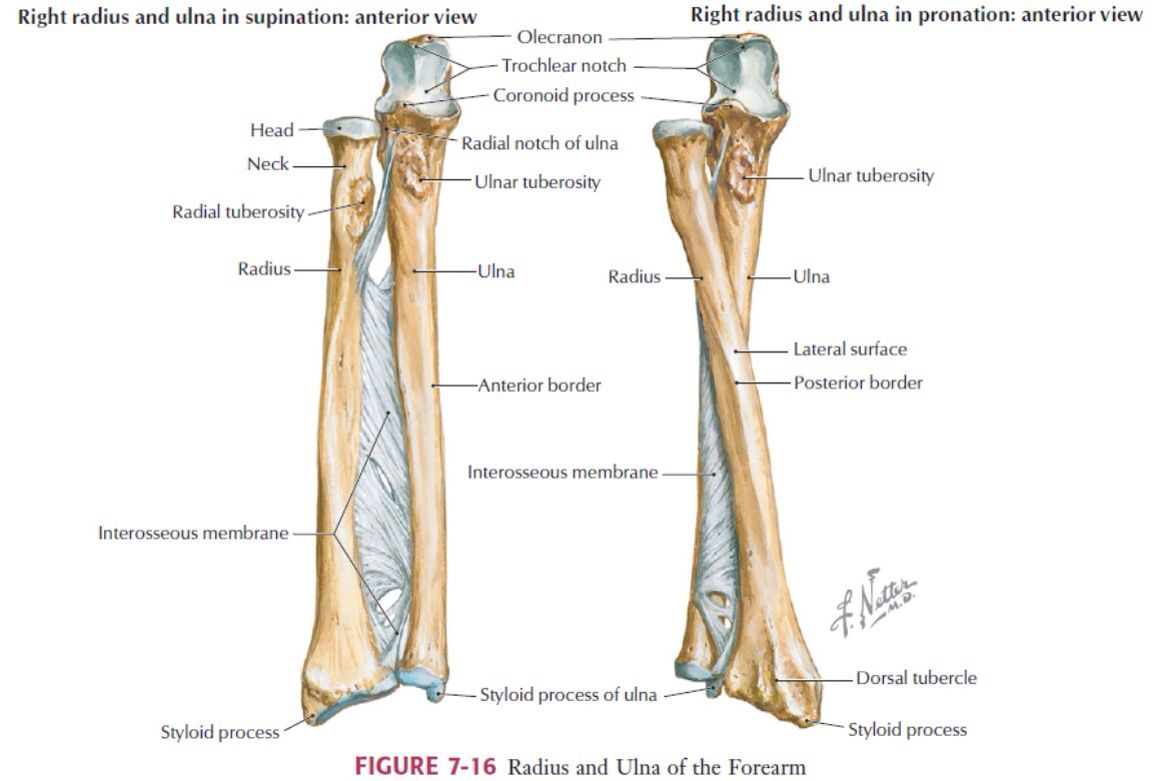 Right radius and ulna in supination: anterior view
Right radius and ulna in pronation: anterior view
Olecranon
Trochlear notch
Coronoid process
Head
Radial notch of ulna
Neck
Ulnar tuberosity
Ulnar tuberosity
Radial tuberosity
Radius
Ulna
Radius
Ulna
Lateral surface
Anterior border
Posterior border
Interosseous membrane
Interosseous membrane
F. Netter
M.D.
Dorsal tubercle
Styloid process of ulna
Styloid process
Styloid process
FIGURE 7-16 Radius and Ulna of the Forearm